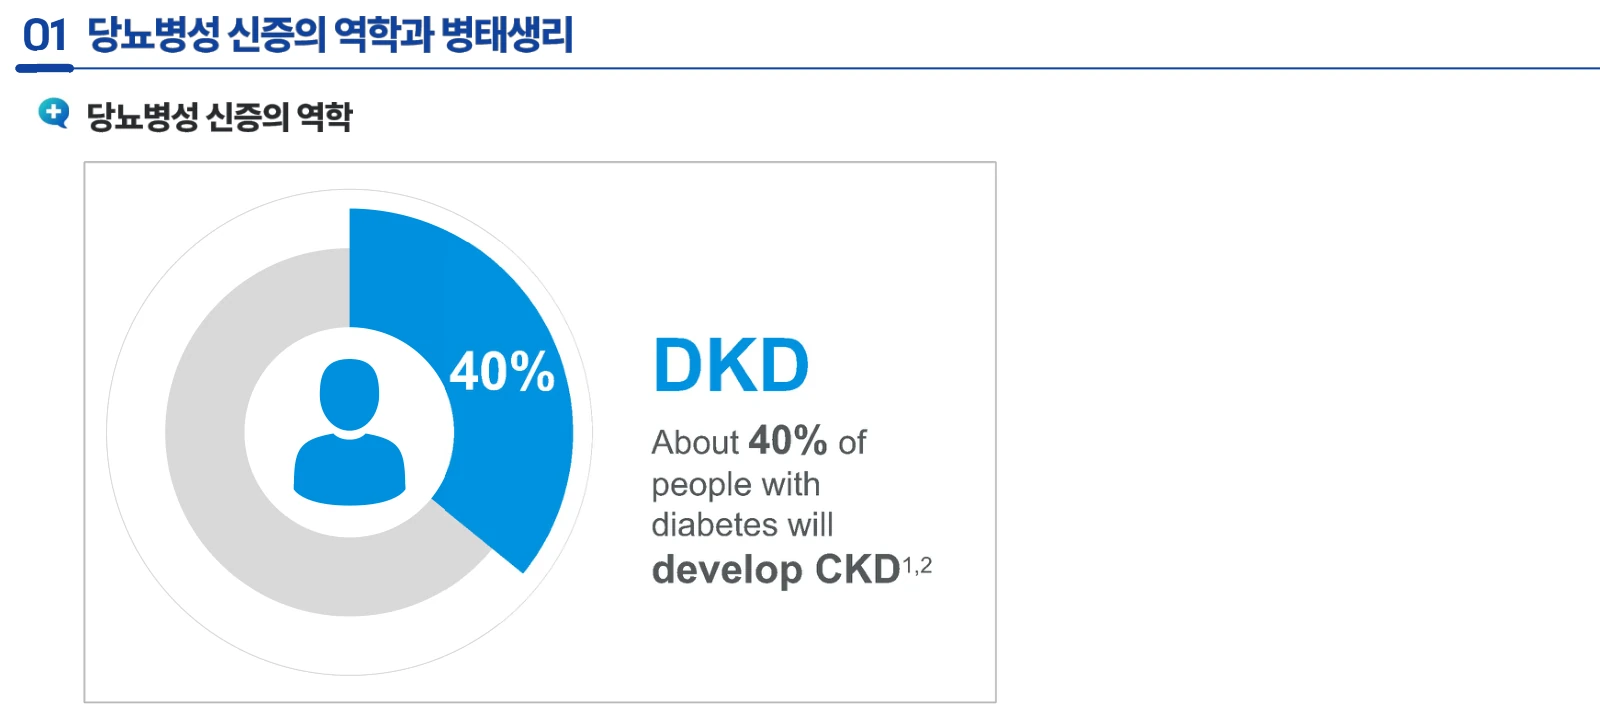 01 당뇨병성 신증의 역학과 병태생리
당뇨병성 신증의 역학
40%
DKD
About 40% of
people with
diabetes will
develop CKD1,2